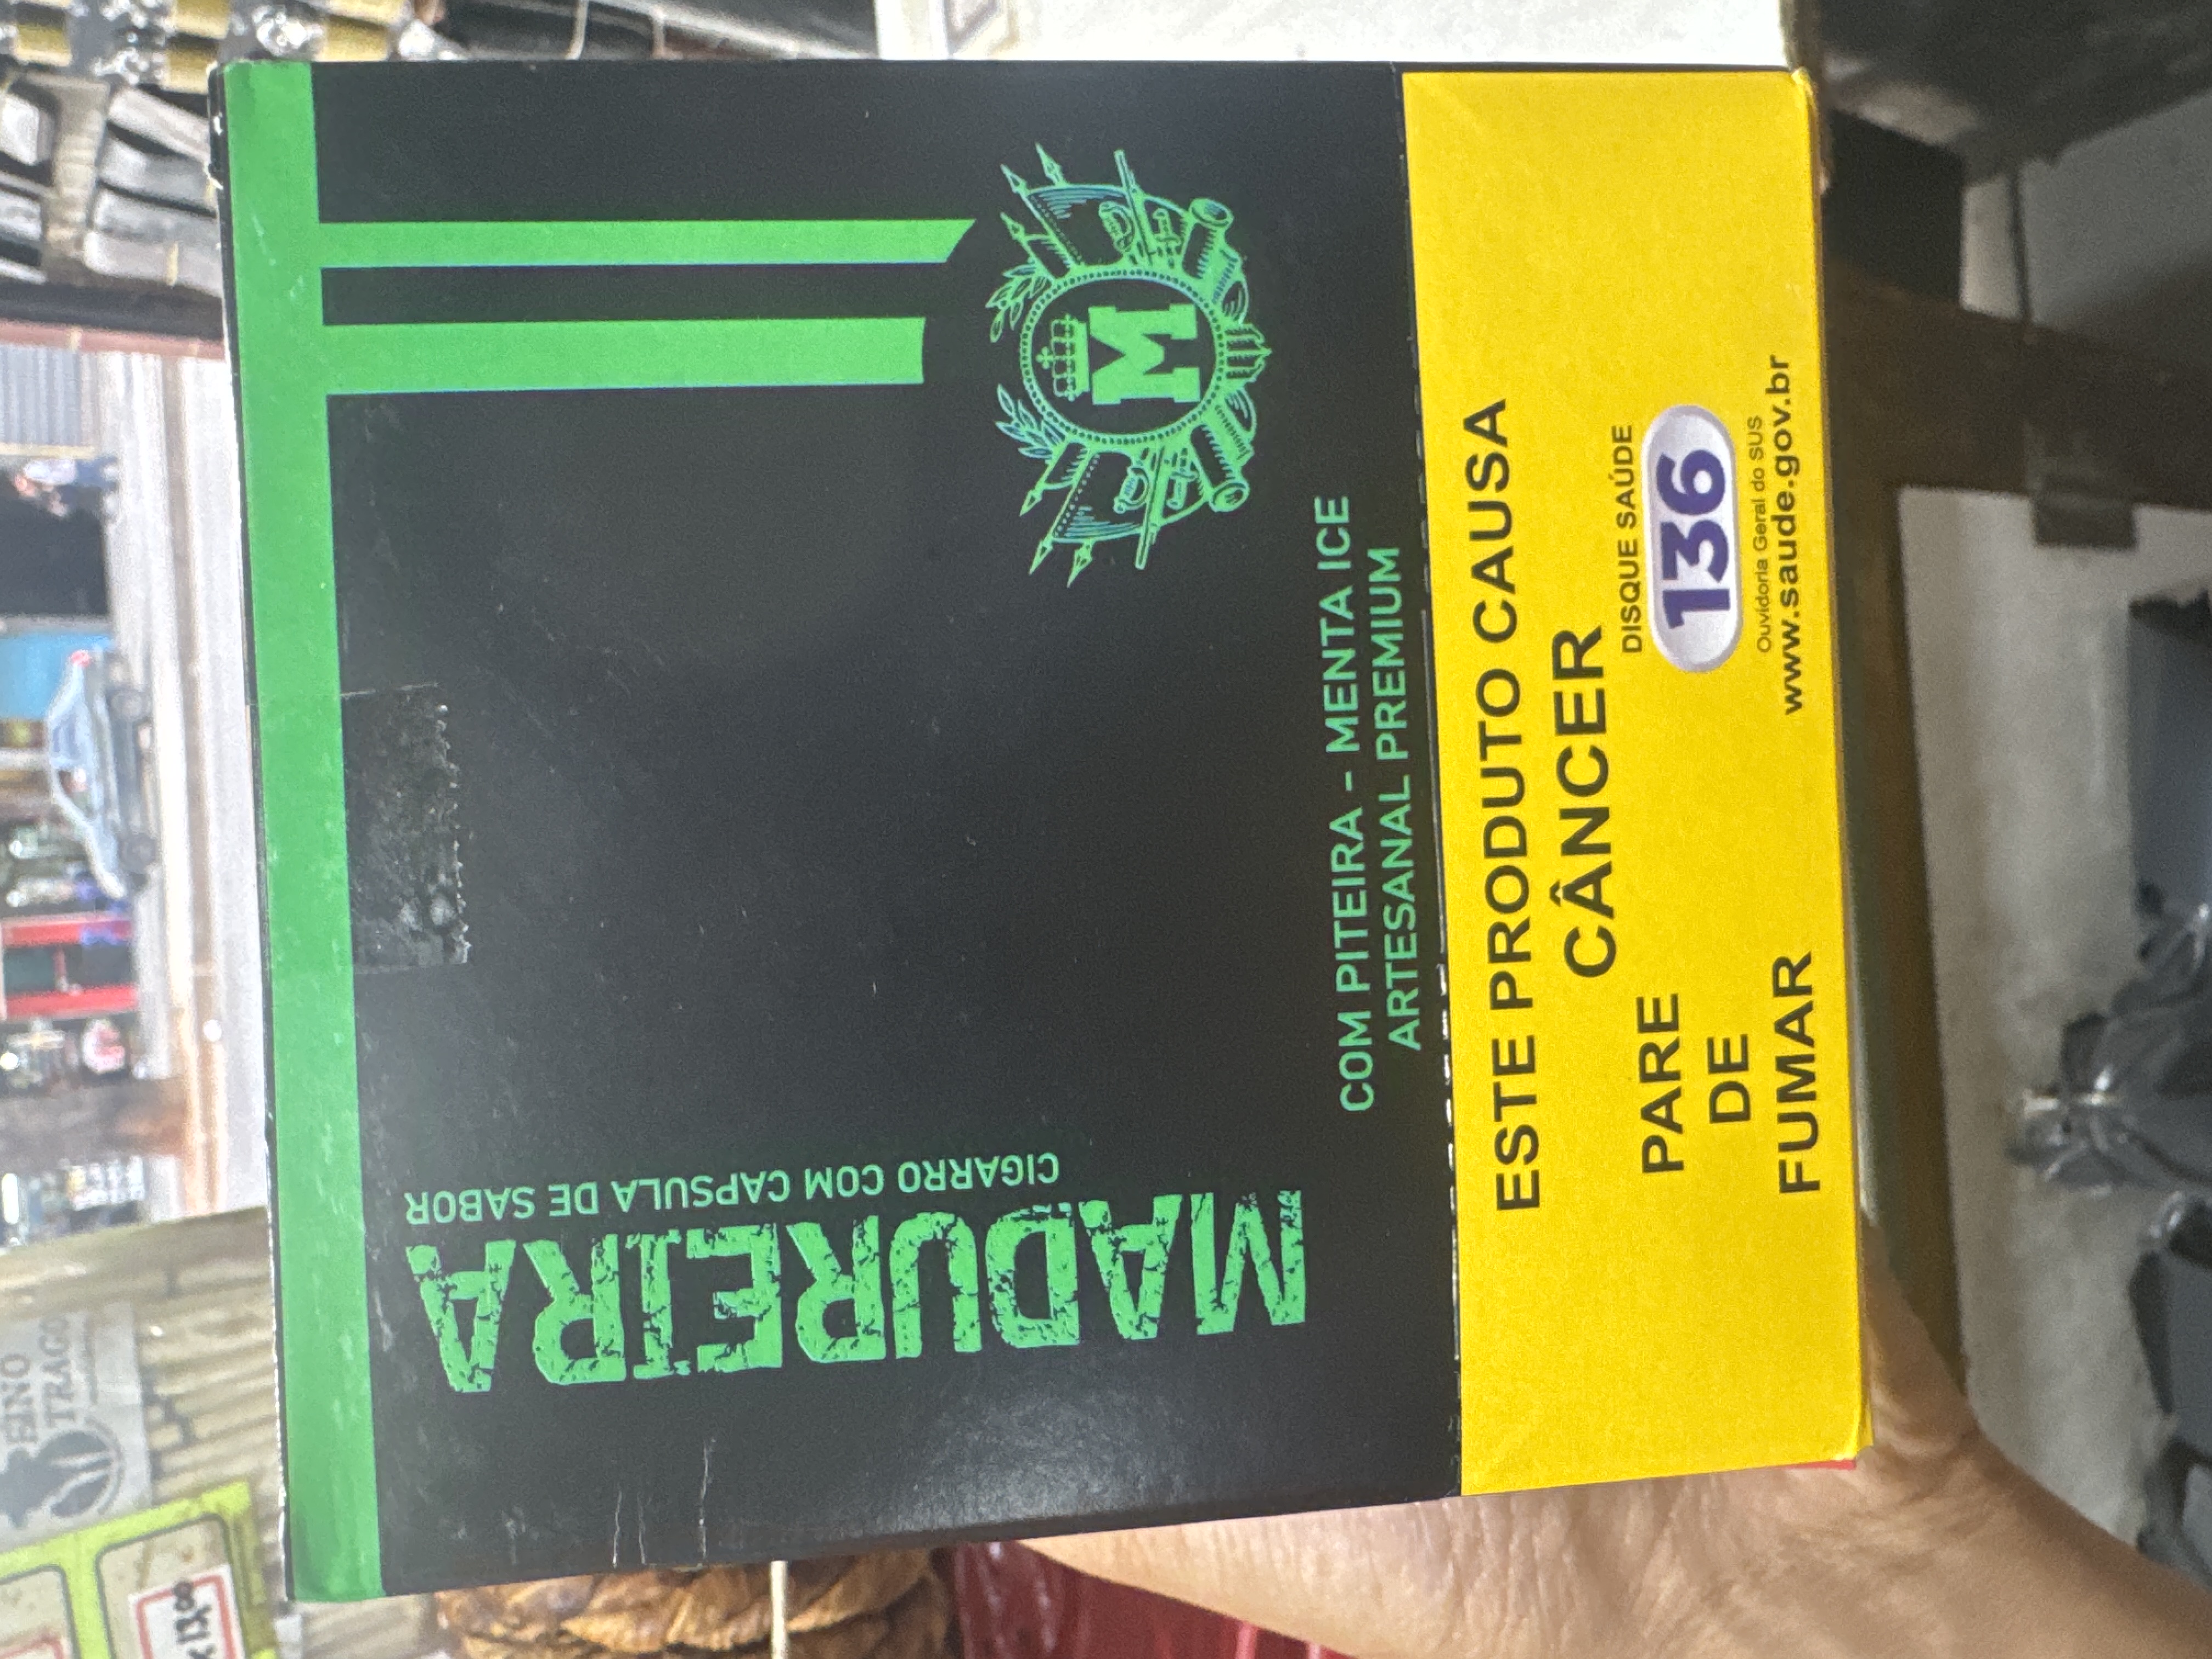 MADUREIRA
CIGARRO COM CAPSULA DE SABOR
M
COM PITEIRA - MENTA ICE
ARTESANAL PREMIUM
ESTE PRODUTO CAUSA
CÂNCER
PARE
DE
FUMAR
DISQUE SAÚDE
136
Ouvidoria Geral do SUS
www.saude.gov.br
TRAGO